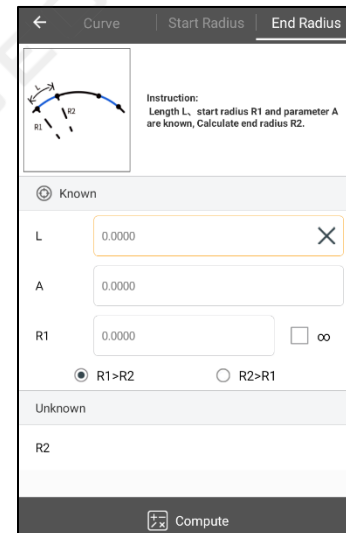 Curve Start Radius End Radius
L
R2
R1
Instruction:
Length L、start radius R1 and parameter A
are known, Calculate end radius R2.
Known
L 0.0000
A 0.0000
R1 0.0000 ∞
R1>R2 R2>R1
Unknown
R2
Compute